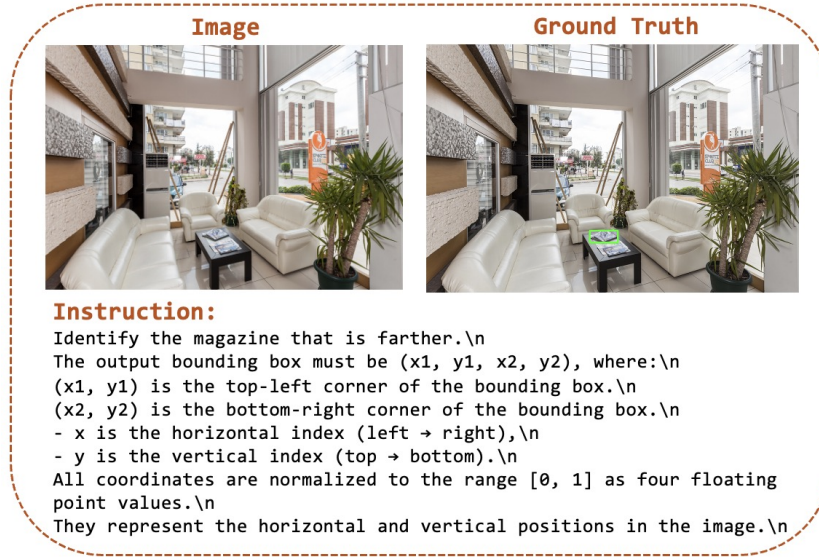 Image
Ground Truth
Instruction:
Identify the magazine that is farther.\n
The output bounding box must be (x1, y1, x2, y2), where:\n
(x1, y1) is the top-left corner of the bounding box.\n
(x2, y2) is the bottom-right corner of the bounding box.\n
- x is the horizontal index (left → right),\n
- y is the vertical index (top → bottom).\n
All coordinates are normalized to the range [0, 1] as four floating
point values.\n
They represent the horizontal and vertical positions in the image.\n